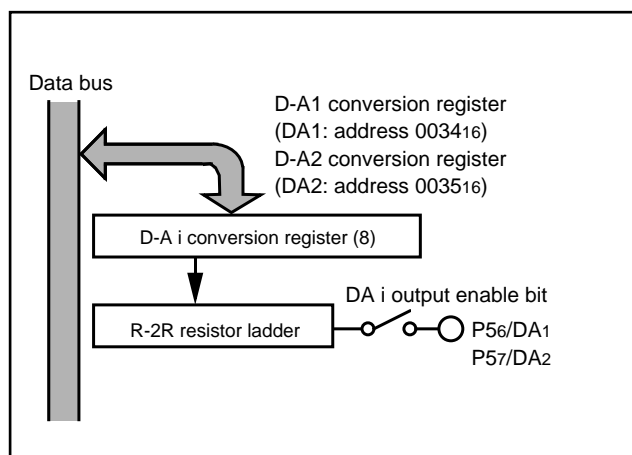 Data bus
D-A1 conversion register
(DA1: address 003416)
D-A2 conversion register
(DA2: address 003516)
D-A i conversion register (8)
DA i output enable bit
R-2R resistor ladder
P56/DA1
P57/DA2